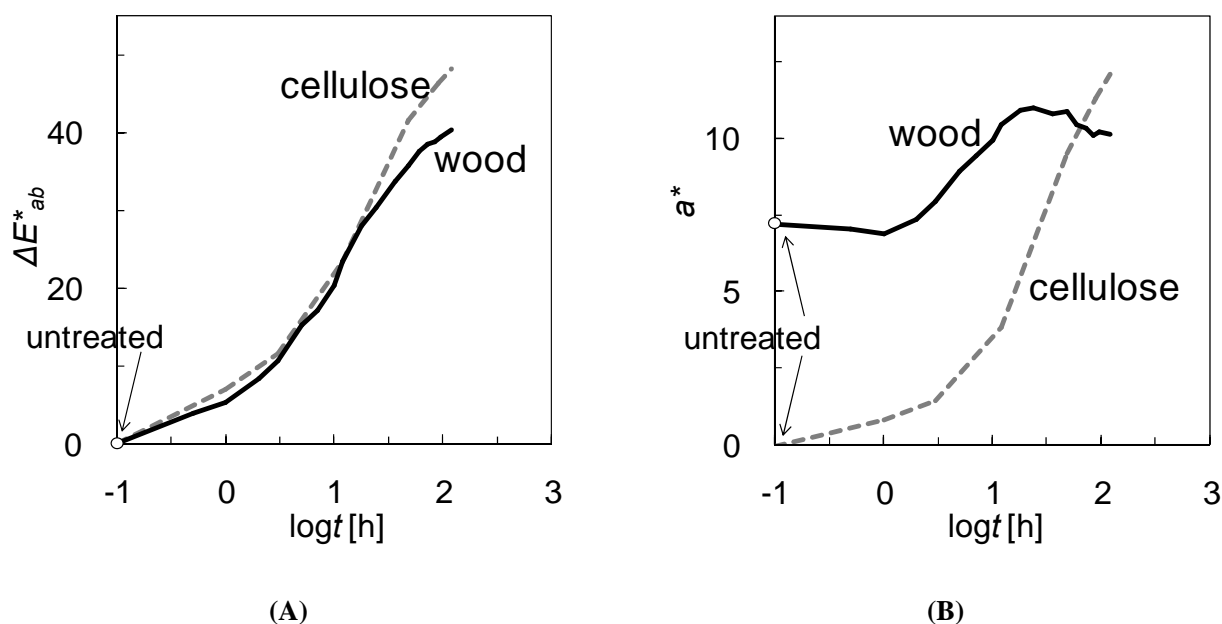 40
20
0
ΔE*ab
cellulose
wood
untreated
-1 0 1 2 3
logt [h]
(A)
10
5
0
a*
wood
cellulose
untreated
-1 0 1 2 3
logt [h]
(B)